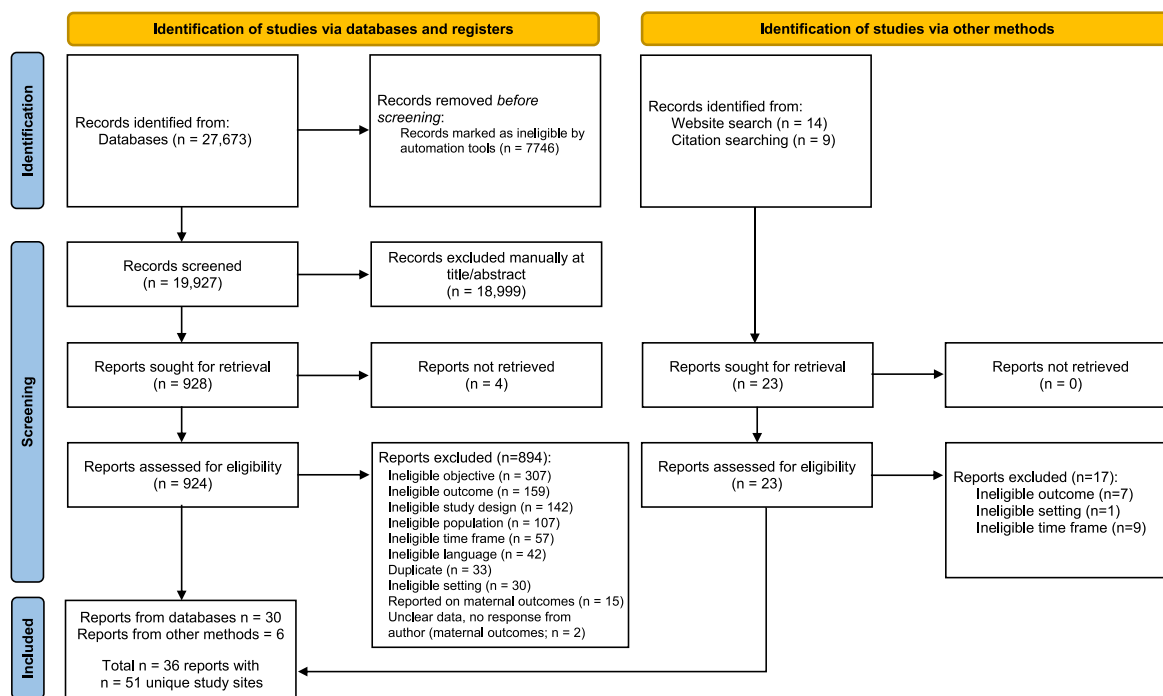 Identification of studies via databases and registers
Identification of studies via other methods
Identification
Records identified from:
Databases (n = 27,673)
Records removed before
screening:
Records marked as ineligible by
automation tools (n = 7746)
Records identified from:
Website search (n = 14)
Citation searching (n = 9)
Screening
Records screened
(n = 19,927)
Records excluded manually at
title/abstract
(n = 18,999)
Reports sought for retrieval
(n = 928)
Reports not retrieved
(n = 4)
Reports sought for retrieval
(n = 23)
Reports not retrieved
(n = 0)
Reports assessed for eligibility
(n = 924)
Reports excluded (n=894):
Ineligible objective (n = 307)
Ineligible outcome (n = 159)
Ineligible study design (n = 142)
Ineligible population (n = 107)
Ineligible time frame (n = 57)
Ineligible language (n = 42)
Duplicate (n = 33)
Ineligible setting (n = 30)
Reported on maternal outcomes (n = 15)
Unclear data, no response from
author (maternal outcomes; n = 2)
Reports assessed for eligibility
(n = 23)
Reports excluded (n=17):
Ineligible outcome (n=7)
Ineligible setting (n=1)
Ineligible time frame (n=9)
Included
Reports from databases n = 30
Reports from other methods = 6
Total n = 36 reports with
n = 51 unique study sites